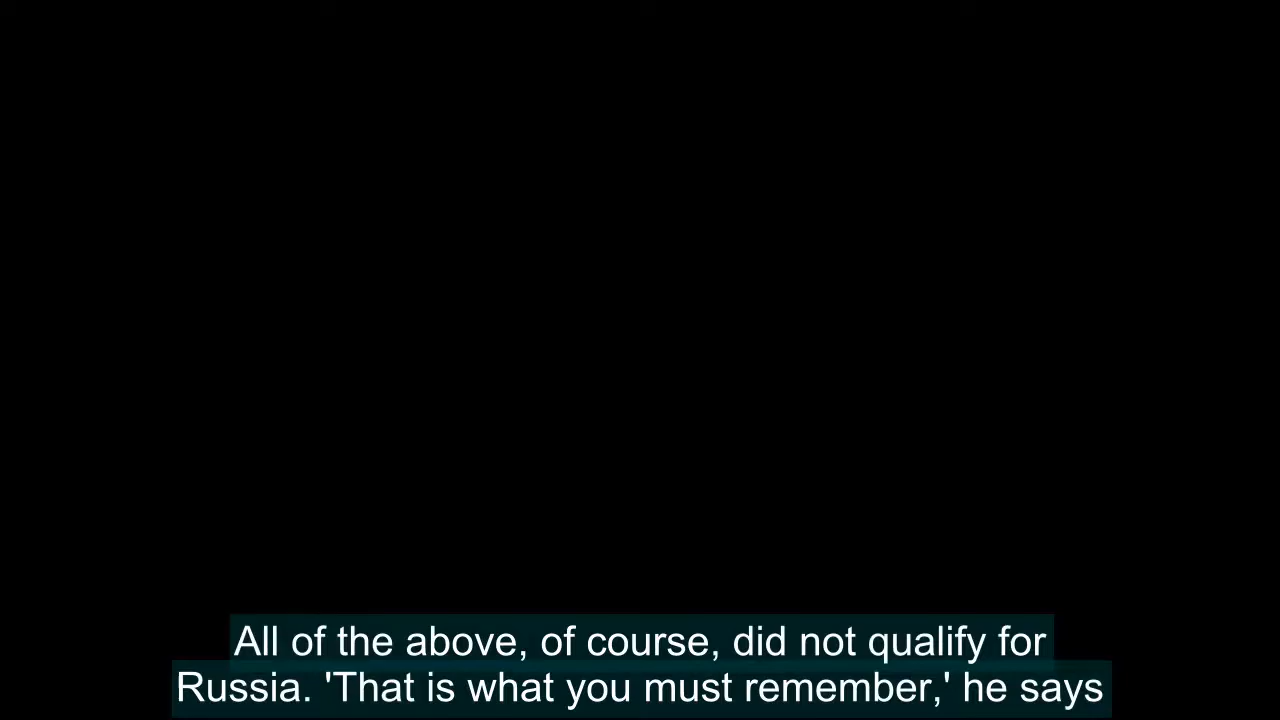 All of the above, of course, did not qualify for
Russia. 'That is what you must remember,' he says